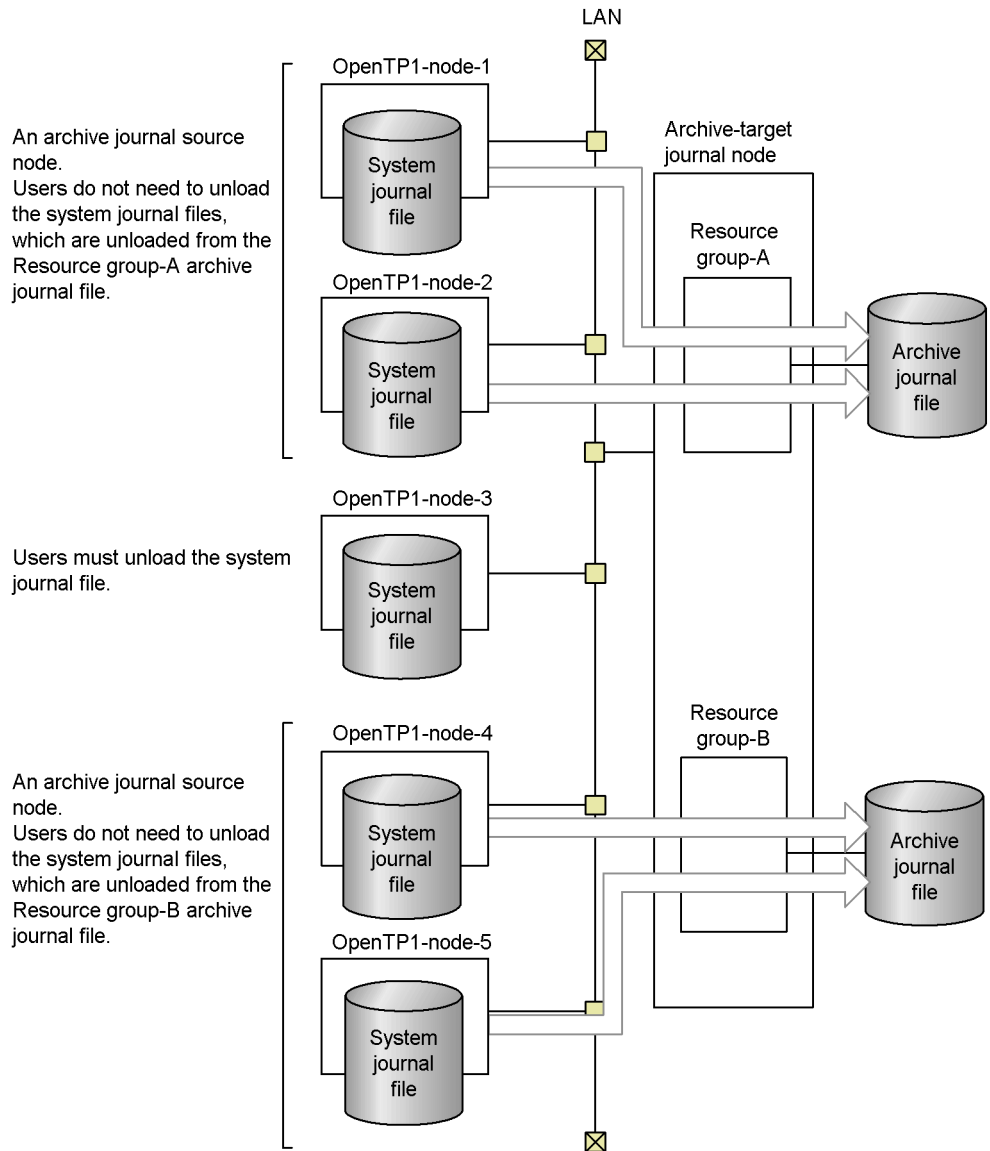 LAN
OpenTP1-node-1
An archive journal source
node.
Users do not need to unload
the system journal files,
which are unloaded from the
Resource group-A archive
journal file.
System
journal
file
Archive-target
journal node
Resource
group-A
OpenTP1-node-2
System
journal
file
Archive
journal
file
OpenTP1-node-3
Users must unload the system
journal file.
System
journal
file
Resource
group-B
OpenTP1-node-4
An archive journal source
node.
Users do not need to unload
the system journal files,
which are unloaded from the
Resource group-B archive
journal file.
System
journal
file
Archive
journal
file
OpenTP1-node-5
System
journal
file